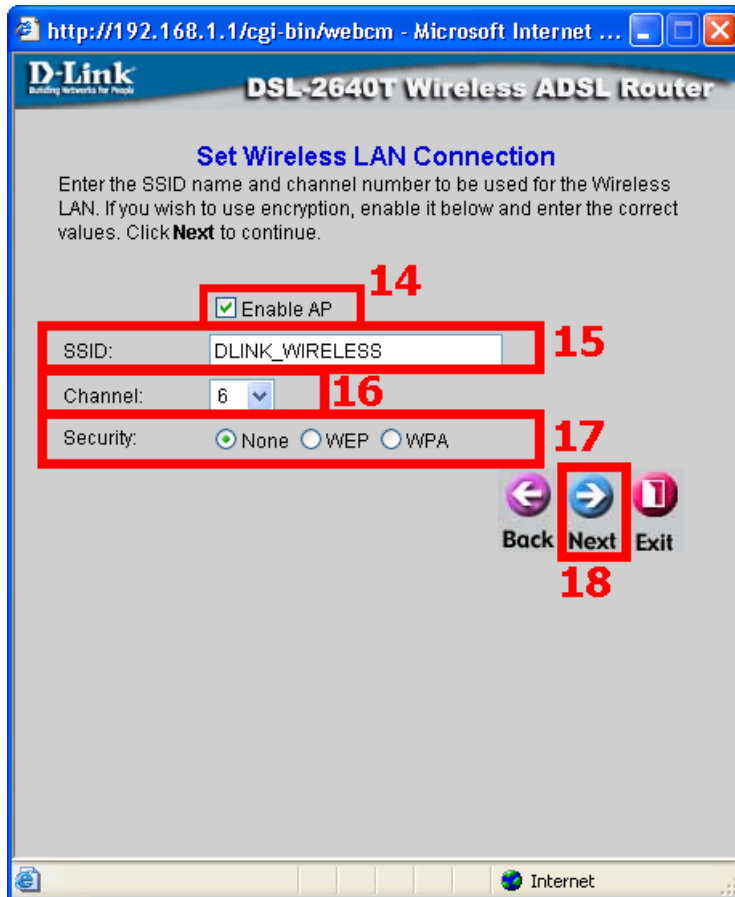 http://192.168.1.1/cgi-bin/webcm - Microsoft Internet ...
D-Link
Building Networks for People
DSL-2640T Wireless ADSL Router
Set Wireless LAN Connection
Enter the SSID name and channel number to be used for the Wireless
LAN. If you wish to use encryption, enable it below and enter the correct
values. Click Next to continue.
14
Enable AP
SSID: DLINK_WIRELESS 15
Channel: 6 16
Security: None WEP WPA 17
Back Next Exit
18
Internet